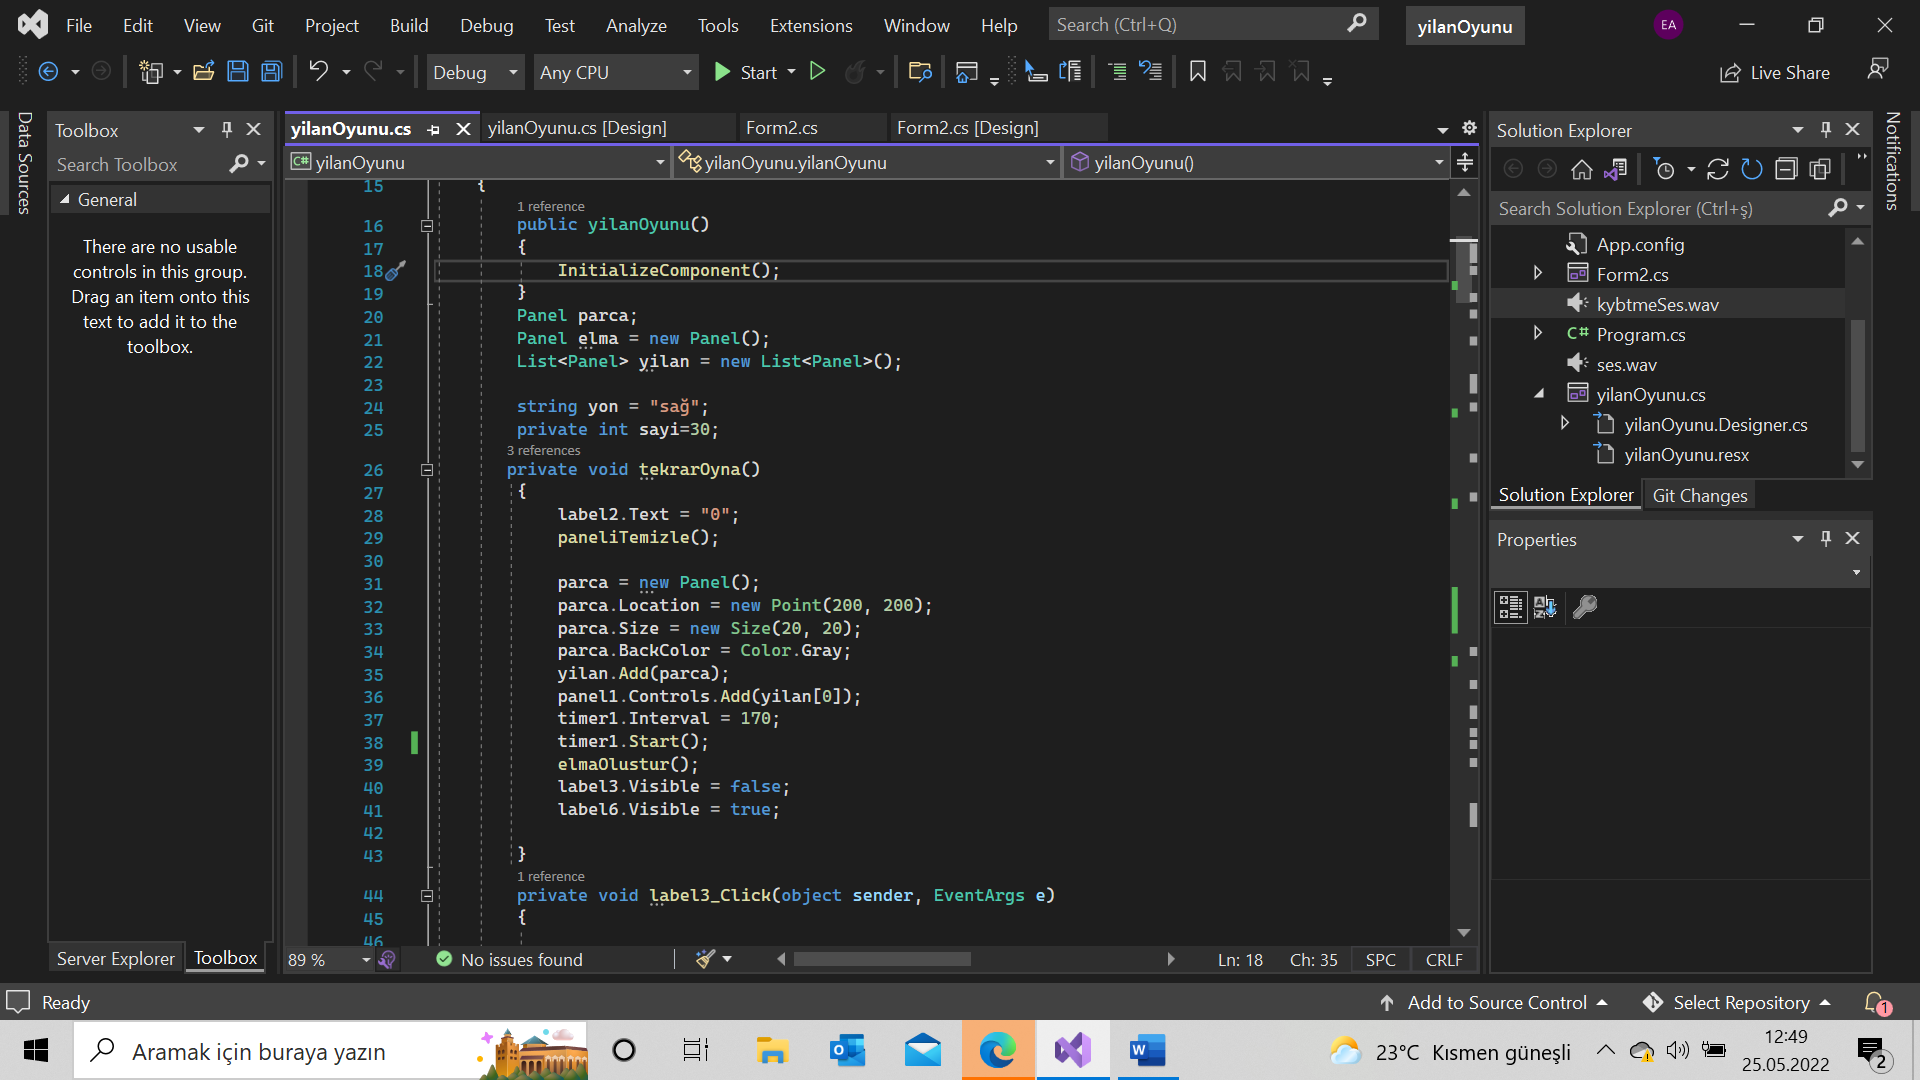 File Edit View Git Project Build Debug Test Analyze Tools Extensions Window Help Search (Ctrl+Q) yilanOyunu EA
Debug Any CPU Start Live Share
Data Sources
Toolbox
Search Toolbox
General
There are no usable
controls in this group.
Drag an item onto this
text to add it to the
toolbox.
Server Explorer Toolbox
yilanOyunu.cs yilanOyunu.cs [Design] Form2.cs Form2.cs [Design]
C# yilanOyunu yilanOyunu.yilanOyunu yilanOyunu()
15 {
1 reference
16 public yilanOyunu()
17 {
18 InitializeComponent();
19 }
20 Panel parca;
21 Panel elma = new Panel();
22 List<Panel> yilan = new List<Panel>();
23
24 string yon = "sağ";
25 private int sayi=30;
3 references
26 private void tekrarOyna()
27 {
28 label2.Text = "0";
29 paneliTemizle();
30
31 parca = new Panel();
32 parca.Location = new Point(200, 200);
33 parca.Size = new Size(20, 20);
34 parca.BackColor = Color.Gray;
35 yilan.Add(parca);
36 panel1.Controls.Add(yilan[0]);
37 timer1.Interval = 170;
38 timer1.Start();
39 elmaOlustur();
40 label3.Visible = false;
41 label6.Visible = true;
42
43 }
1 reference
44 private void label3_Click(object sender, EventArgs e)
45 {
46
89 % No issues found Ln: 18 Ch: 35 SPC CRLF
Solution Explorer
Search Solution Explorer (Ctrl+ş)
App.config
Form2.cs
kybtmeSes.wav
C# Program.cs
ses.wav
yilanOyunu.cs
yilanOyunu.Designer.cs
yilanOyunu.resx
Solution Explorer Git Changes
Properties
Notifications
Ready Add to Source Control Select Repository 1
Aramak için buraya yazın 23°C Kısmen güneşli 12:49
25.05.2022 2